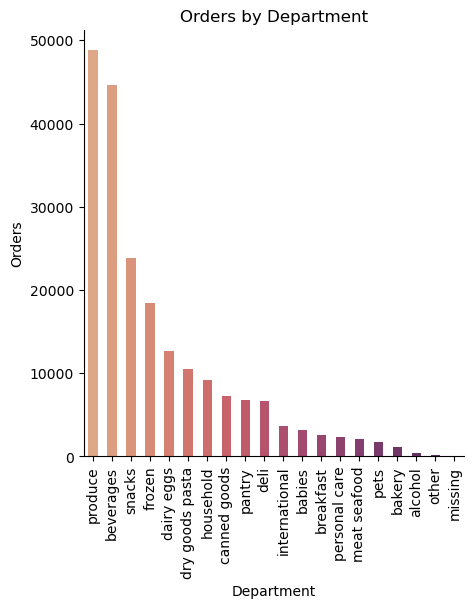 Orders by Department
50000
40000
30000
20000
10000
0
Orders
produce
beverages
snacks
frozen
dairy eggs
dry goods pasta
household
canned goods
pantry
deli
international
babies
breakfast
personal care
meat seafood
pets
bakery
alcohol
other
missing
Department